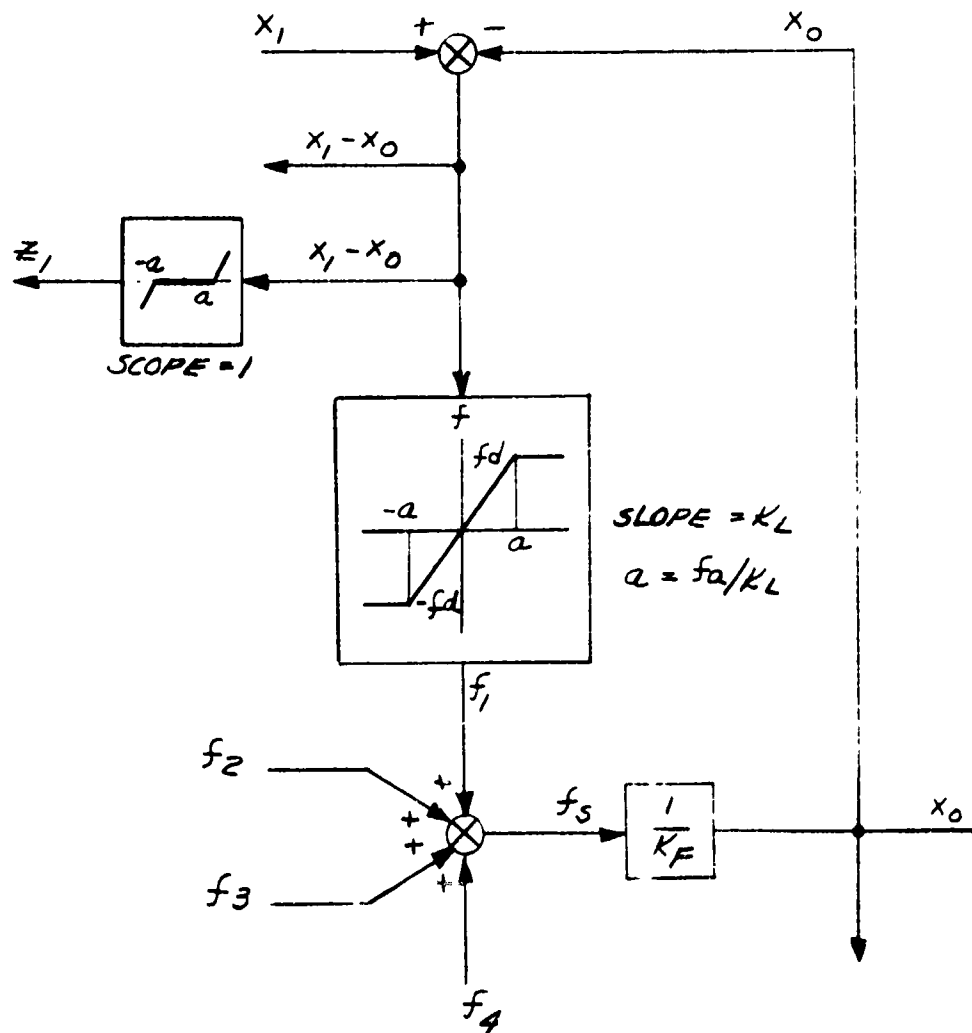 x1 + - x0
x1 - x0
z1 -a a x1 - x0
SCOPE = 1
f
fd
-a a SLOPE = KL
-fd a = fa/KL
f1
f2 +
+ fs 1/KF x0
+
f3 +
f4